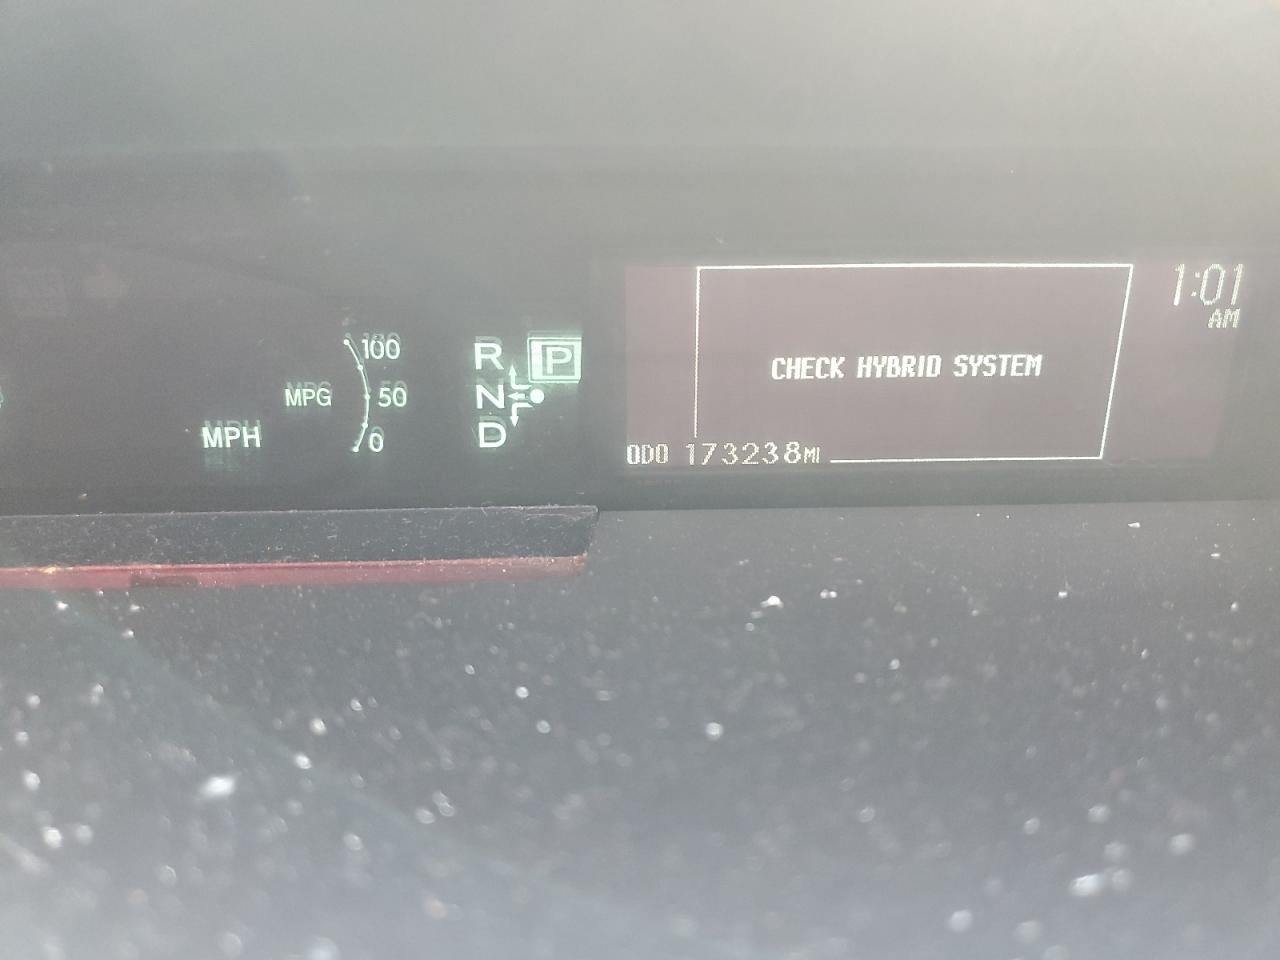 100
MPG 50
MPH 0
R P
N
D
CHECK HYBRID SYSTEM
1:01
AM
ODO 173238MI